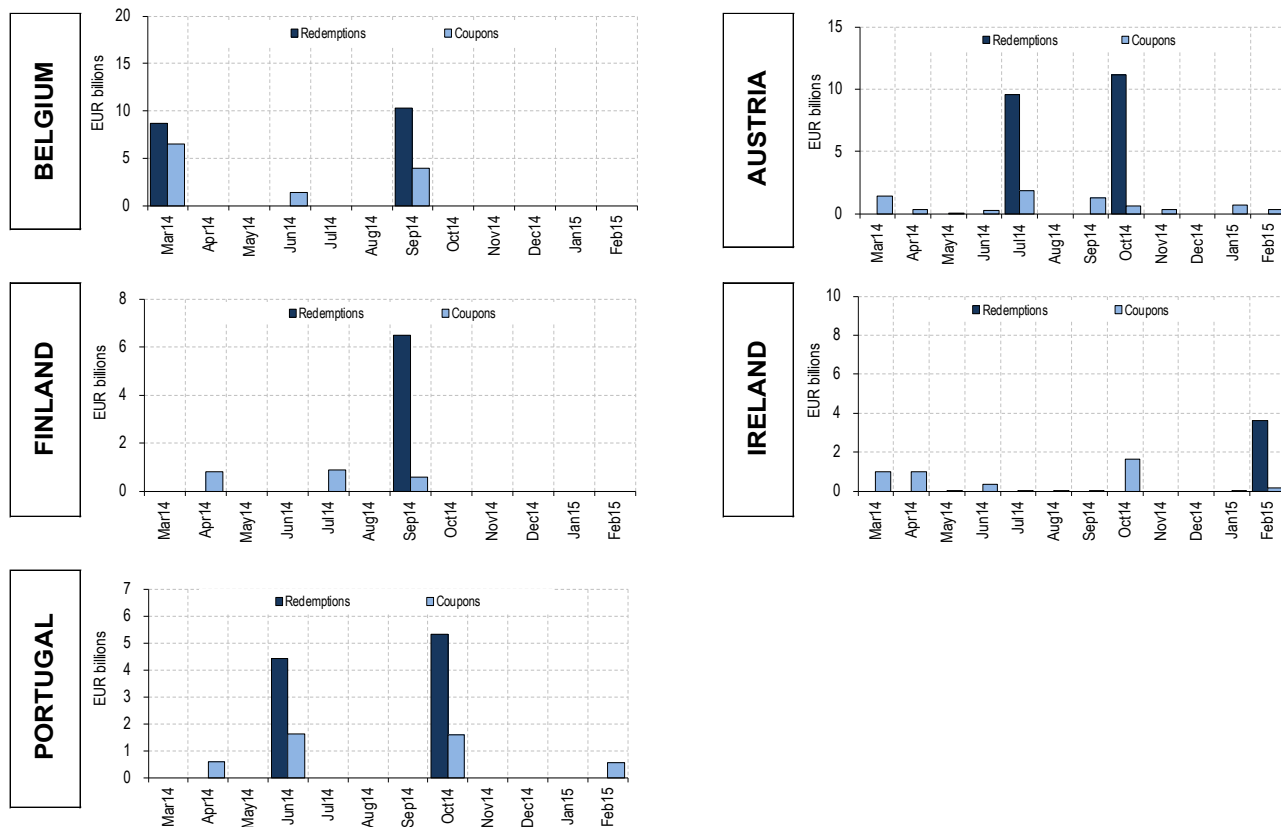 BELGIUM
EUR billions
20
15
10
5
0
Redemptions Coupons
Mar14 Apr14 May14 Jun14 Jul14 Aug14 Sep14 Oct14 Nov14 Dec14 Jan15 Feb15
AUSTRIA
EUR billions
15
10
5
0
Redemptions Coupons
Mar14 Apr14 May14 Jun14 Jul14 Aug14 Sep14 Oct14 Nov14 Dec14 Jan15 Feb15
FINLAND
EUR billions
8
6
4
2
0
Redemptions Coupons
Mar14 Apr14 May14 Jun14 Jul14 Aug14 Sep14 Oct14 Nov14 Dec14 Jan15 Feb15
IRELAND
EUR billions
10
8
6
4
2
0
Redemptions Coupons
Mar14 Apr14 May14 Jun14 Jul14 Aug14 Sep14 Oct14 Nov14 Dec14 Jan15 Feb15
PORTUGAL
EUR billions
7
6
5
4
3
2
1
0
Redemptions Coupons
Mar14 Apr14 May14 Jun14 Jul14 Aug14 Sep14 Oct14 Nov14 Dec14 Jan15 Feb15